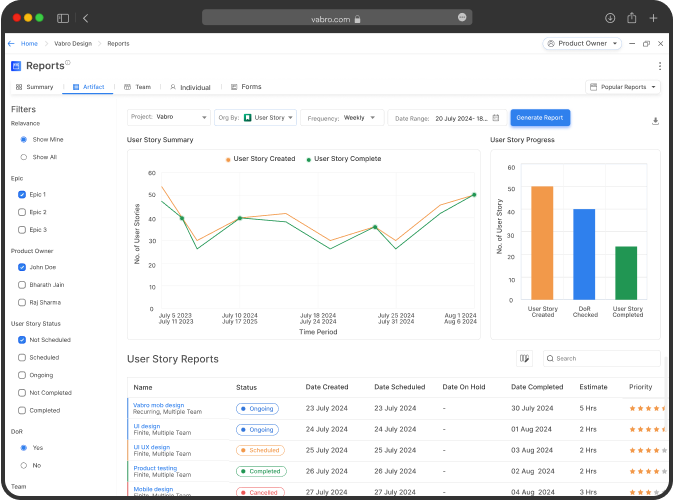 vabro.com
Home > Vabro Design > Reports
Product Owner
Reports
Summary Artifact Team Individual Forms
Popular Reports
Filters
Relavance
Show Mine
Show All
Epic
Epic 1
Epic 2
Epic 3
Product Owner
John Doe
Bharath Jain
Raj Sharma
User Story Status
Not Scheduled
Scheduled
Ongoing
Not Completed
Completed
DoR
Yes
No
Team
Project: Vabro
Org By: User Story
Frequency: Weekly
Date Range: 20 July 2024- 18...
Generate Report
User Story Summary
User Story Created User Story Complete
No. of User Stories
60
50
40
30
20
10
0
July 5 2023 July 10 2024 July 18 2024 July 25 2024 Aug 1 2024
July 11 2023 July 17 2025 July 24 2024 July 31 2024 Aug 6 2024
Time Period
User Story Progress
No. of User Story
60
50
40
30
20
10
0
User Story DoR User Story
Created Checked Completed
User Story Reports
Search
Name Status Date Created Date Scheduled Date On Hold Date Completed Estimate Priority
Vabro mob design
Recurring, Multiple Team
Ongoing 23 July 2024 23 July 2024 - 30 July 2024 5 Hrs
UI design
Finite, Multiple Team
Ongoing 24 July 2024 24 July 2024 - 01 Aug 2024 2 Hrs
UI UX design
Finite, Multiple Team
Scheduled 25 July 2024 25 July 2024 - 03 Aug 2024 2 Hrs
Product testing
Finite, Multiple Team
Completed 26 July 2024 26 July 2024 - 02 Aug 2024 2 Hrs
Mobile design
Finite, Multiple Team
Cancelled 27 July 2024 27 July 2024 - 04 Aug 2024 3 Hrs